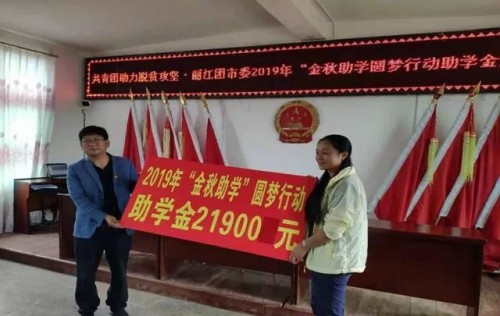 共青团助力脱贫攻坚·丽江团市委2019年“金秋助学圆梦行动助学金
2019年“金秋助学”圆梦行动
助学金21900 元